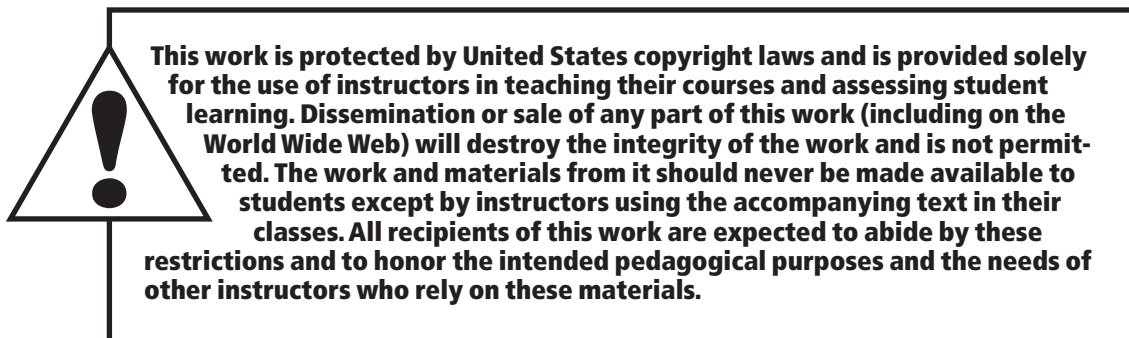 This work is protected by United States copyright laws and is provided solely
for the use of instructors in teaching their courses and assessing student
learning. Dissemination or sale of any part of this work (including on the
World Wide Web) will destroy the integrity of the work and is not permit-
ted. The work and materials from it should never be made available to
students except by instructors using the accompanying text in their
classes. All recipients of this work are expected to abide by these
restrictions and to honor the intended pedagogical purposes and the needs of
other instructors who rely on these materials.